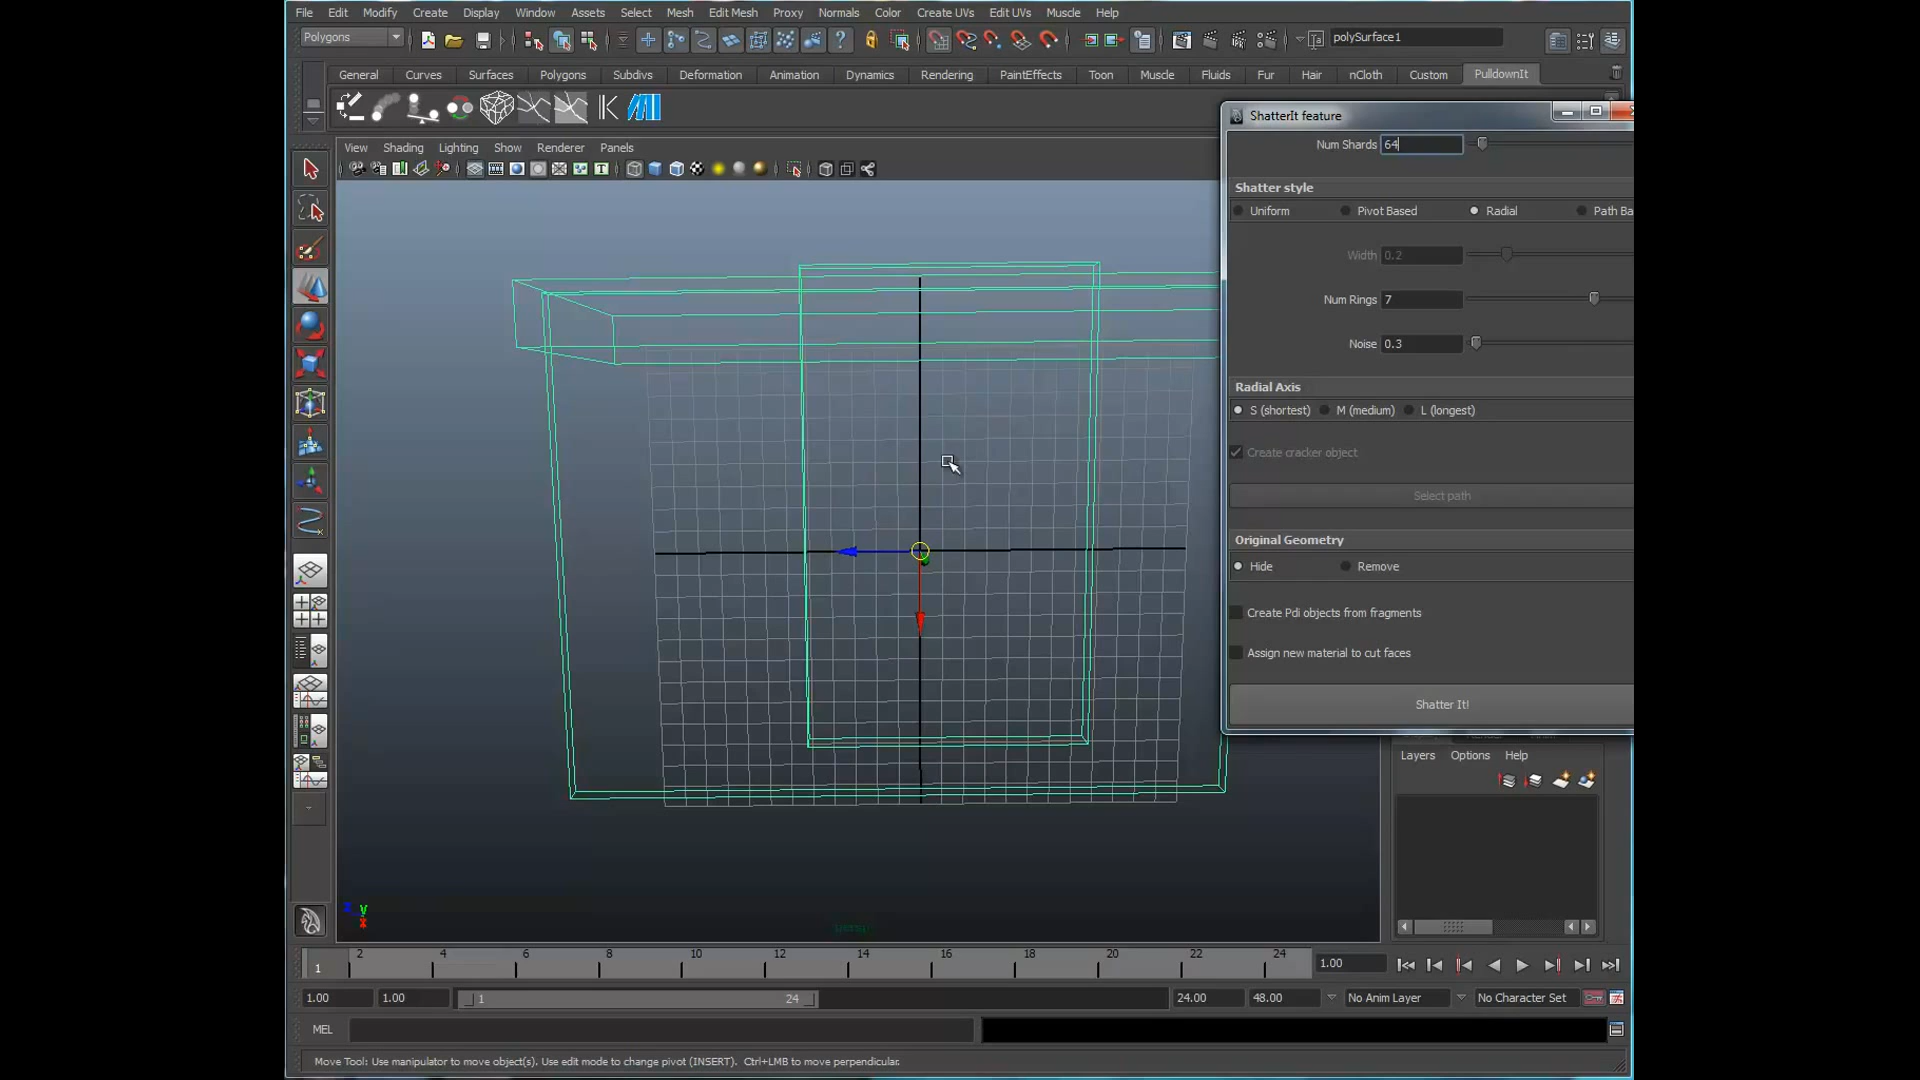 File Edit Modify Create Display Window Assets Select Mesh Edit Mesh Proxy Normals Color Create UVs Edit UVs Muscle Help
Polygons
polySurface1
General Curves Surfaces Polygons Subdivs Deformation Animation Dynamics Rendering PaintEffects Toon Muscle Fluids Fur Hair nCloth Custom PulldownIt
ShatterIt feature
Num Shards 64
View Shading Lighting Show Renderer Panels
Shatter style
Uniform Pivot Based Radial Path Ba
Width 0.2
Num Rings 7
Noise 0.3
Radial Axis
S (shortest) M (medium) L (longest)
Create cracker object
Select path
Original Geometry
Hide Remove
Create Pdi objects from fragments
Assign new material to cut faces
Shatter It!
Layers Options Help
y
persp
1 2 4 6 8 10 12 14 16 18 20 22 24 1.00
1.00 1.00 1 24 24.00 48.00 No Anim Layer No Character Set
MEL
Move Tool: Use manipulator to move object(s). Use edit mode to change pivot (INSERT). Ctrl+LMB to move perpendicular.